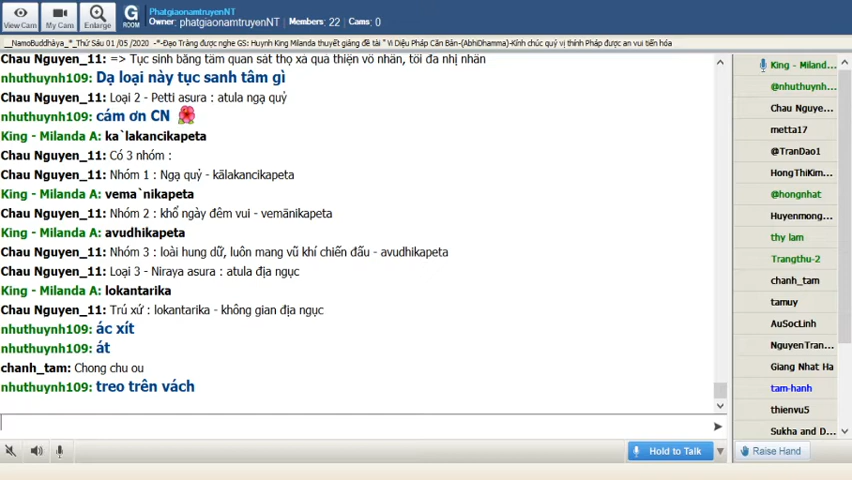 View Cam
My Cam
Enlarge
G
ROOM
PhatgiaonamtruyenNT
Owner: phatgiaonamtruyenNT Members: 22 Cams: 0
__NamoBuddhàya_*_Thứ Sáu 01 /05 /2020 -*-Đạo Tràng được nghe GS: Huynh King Milanda thuyết giảng đề tài " Vi Diệu Pháp Căn Bản-(AbhiDhamma)-Kính chúc quý vị thính Pháp được an vui tiến hóa
Chau Nguyen_11: => Tục sinh bằng tâm quan sát thọ xả quả thiện vô nhân, tối đa nhị nhân
nhuthuynh109: Dạ loại này tục sanh tâm gì
Chau Nguyen_11: Loại 2 - Petti asura : atula ngạ quỷ
nhuthuynh109: cám ơn CN
King - Milanda A: ka`lakancikapeta
Chau Nguyen_11: Có 3 nhóm :
Chau Nguyen_11: Nhóm 1 : Ngạ quỷ - kālakancikapeta
King - Milanda A: vema`nikapeta
Chau Nguyen_11: Nhóm 2 : khổ ngày đêm vui - vemānikapeta
King - Milanda A: avudhikapeta
Chau Nguyen_11: Nhóm 3 : loài hung dữ, luôn mang vũ khí chiến đấu - avudhikapeta
Chau Nguyen_11: Loại 3 - Niraya asura : atula địa ngục
King - Milanda A: lokantarika
Chau Nguyen_11: Trú xứ : lokantarika - không gian địa ngục
nhuthuynh109: ác xít
nhuthuynh109: át
chanh_tam: Chong chu ou
nhuthuynh109: treo trên vách
Hold to Talk
King - Miland...
@nhuthuynh...
Chau Nguye...
metta17
@TranDao1
HongThiKim...
@hongnhat
Huyenmong...
thy lam
Trangthu-2
chanh_tam
tamuy
AuSocLinh
NguyenTran...
Giang Nhat Ha
tam-hanh
thienvu5
Sukha and D...
Raise Hand